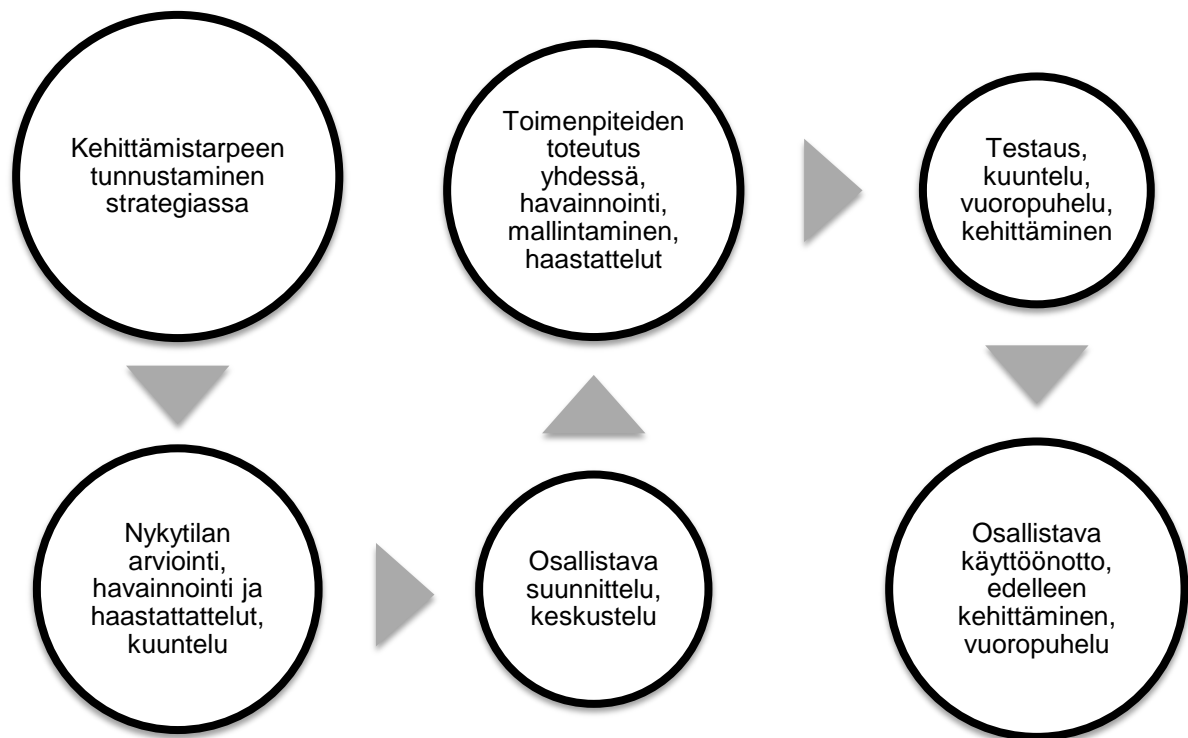 Kehittämistarpeen
tunnustaminen
strategiassa
Nykytilan
arviointi,
havainnointi ja
haastattattelut,
kuuntelu
Osallistava
suunnittelu,
keskustelu
Toimenpiteiden
toteutus
yhdessä,
havainnointi,
mallintaminen,
haastattelut
Testaus,
kuuntelu,
vuoropuhelu,
kehittäminen
Osallistava
käyttöönotto,
edelleen
kehittäminen,
vuoropuhelu